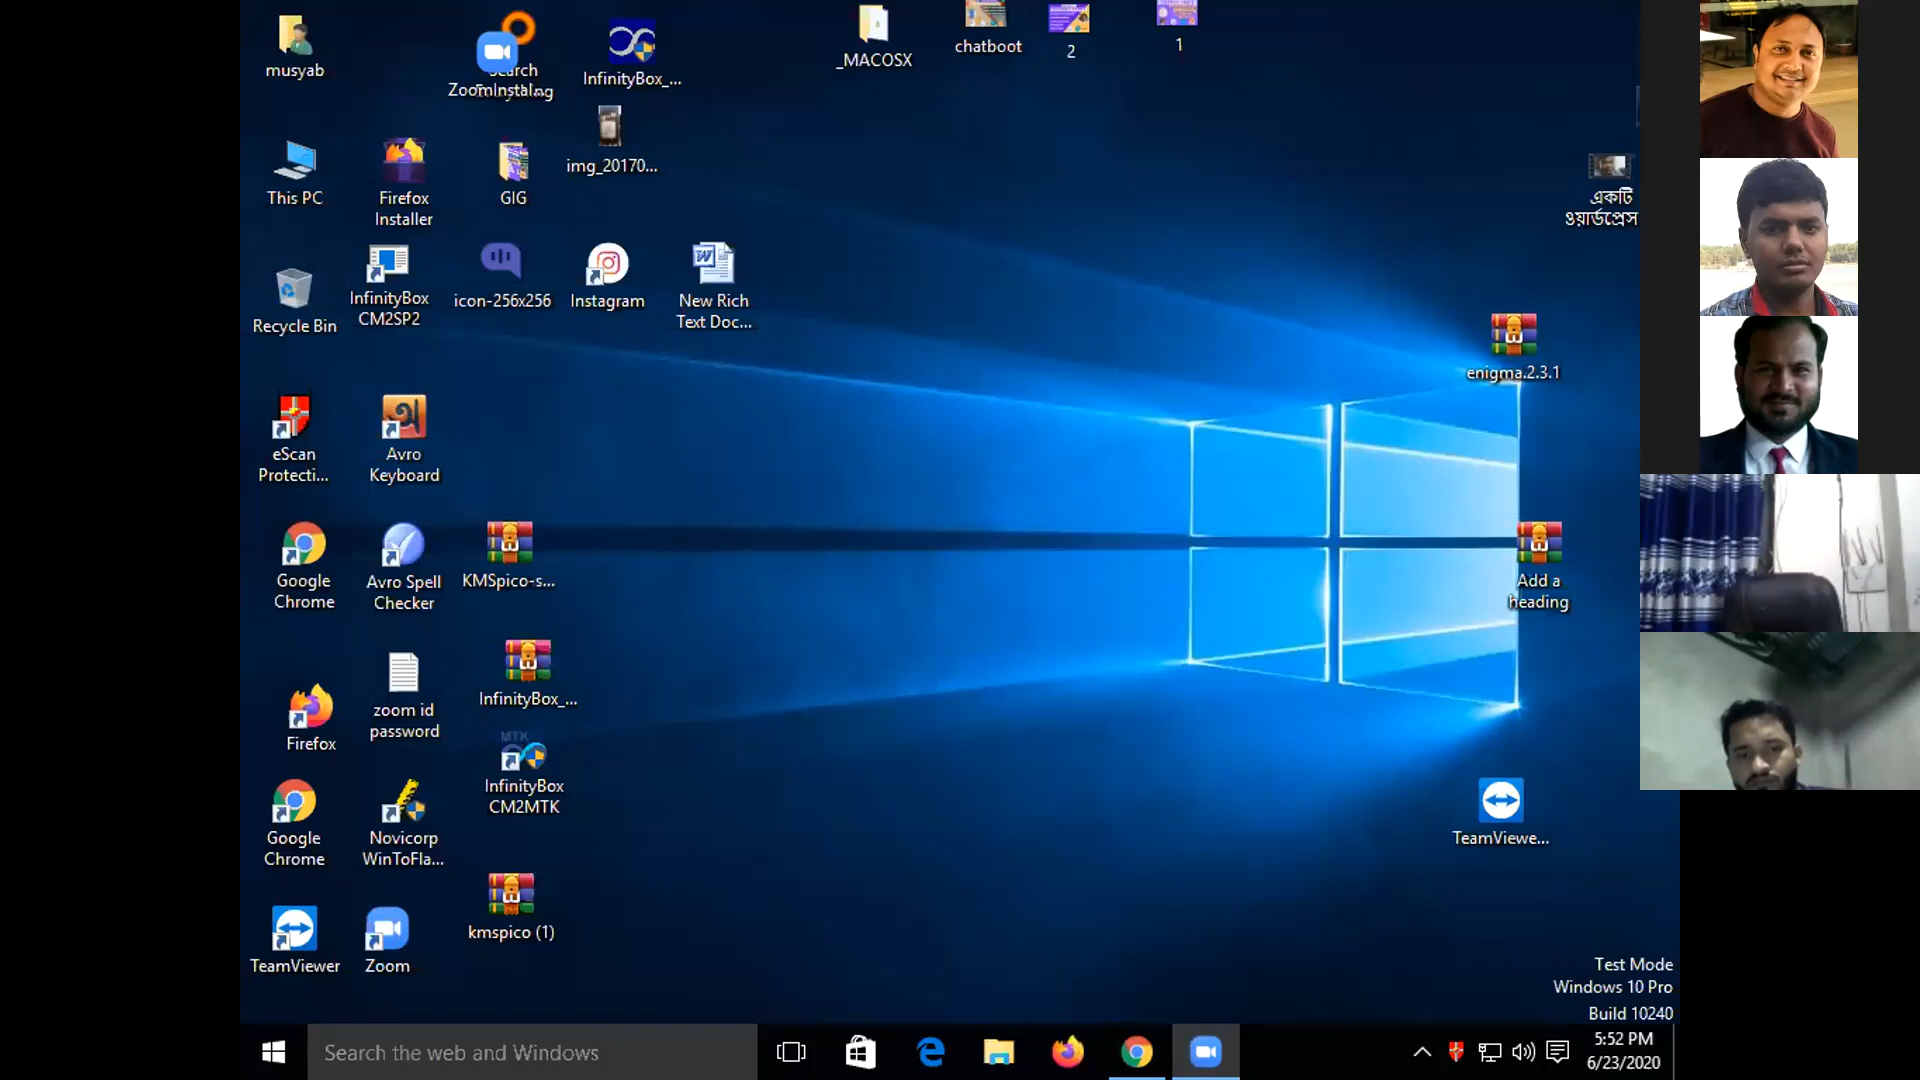 musyab
Search
ZoomInstal...
InfinityBox_...
_MACOSX
chatboot
2
1
img_20170...
This PC
Firefox
Installer
GIG
একটি
ওয়ার্ডপ্রেস
Recycle Bin
InfinityBox
CM2SP2
icon-256x256
Instagram
New Rich
Text Doc...
enigma.2.3.1
eScan
Protecti...
Avro
Keyboard
Google
Chrome
Avro Spell
Checker
KMSpico-s...
Add a
heading
Firefox
zoom id
password
InfinityBox_...
MTK
InfinityBox
CM2MTK
Google
Chrome
Novicorp
WinToFla...
TeamViewe...
kmspico (1)
TeamViewer
Zoom
Test Mode
Windows 10 Pro
Build 10240
Search the web and Windows
5:52 PM
6/23/2020